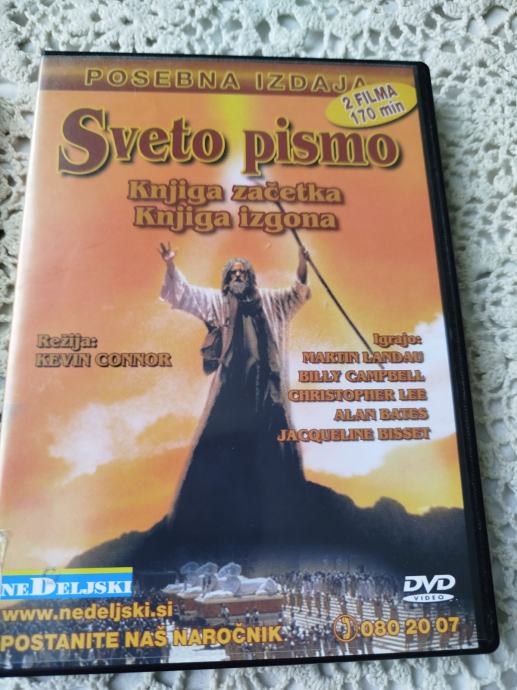 POSEBNA IZDAJA
2 FILMA
170 min
Sveto pismo
Knjiga začetka
Knjiga izgona
Režija:
KEVIN CONNOR
Igrajo:
MARTIN LANDAU
BILLY CAMPBELL
CHRISTOPHER LEE
ALAN BATES
JACQUELINE BISSET
NEDELJSKI
www.nedeljski.si
POSTANITE NAŠ NAROČNIK
080 20 07
DVD
VIDEO